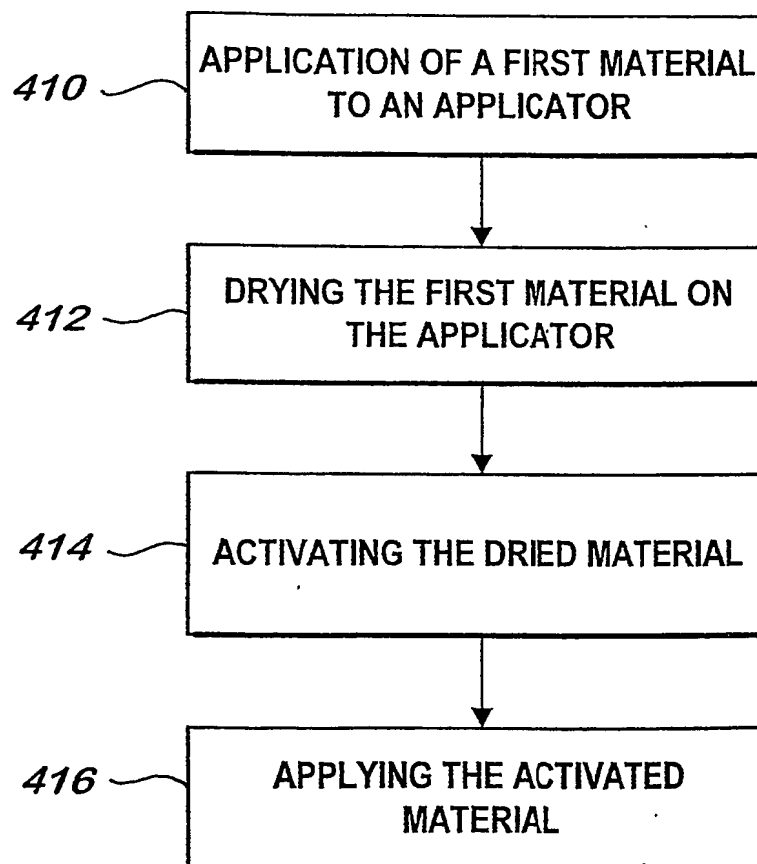 410
APPLICATION OF A FIRST MATERIAL
TO AN APPLICATOR
412
DRYING THE FIRST MATERIAL ON
THE APPLICATOR
414
ACTIVATING THE DRIED MATERIAL
416
APPLYING THE ACTIVATED
MATERIAL